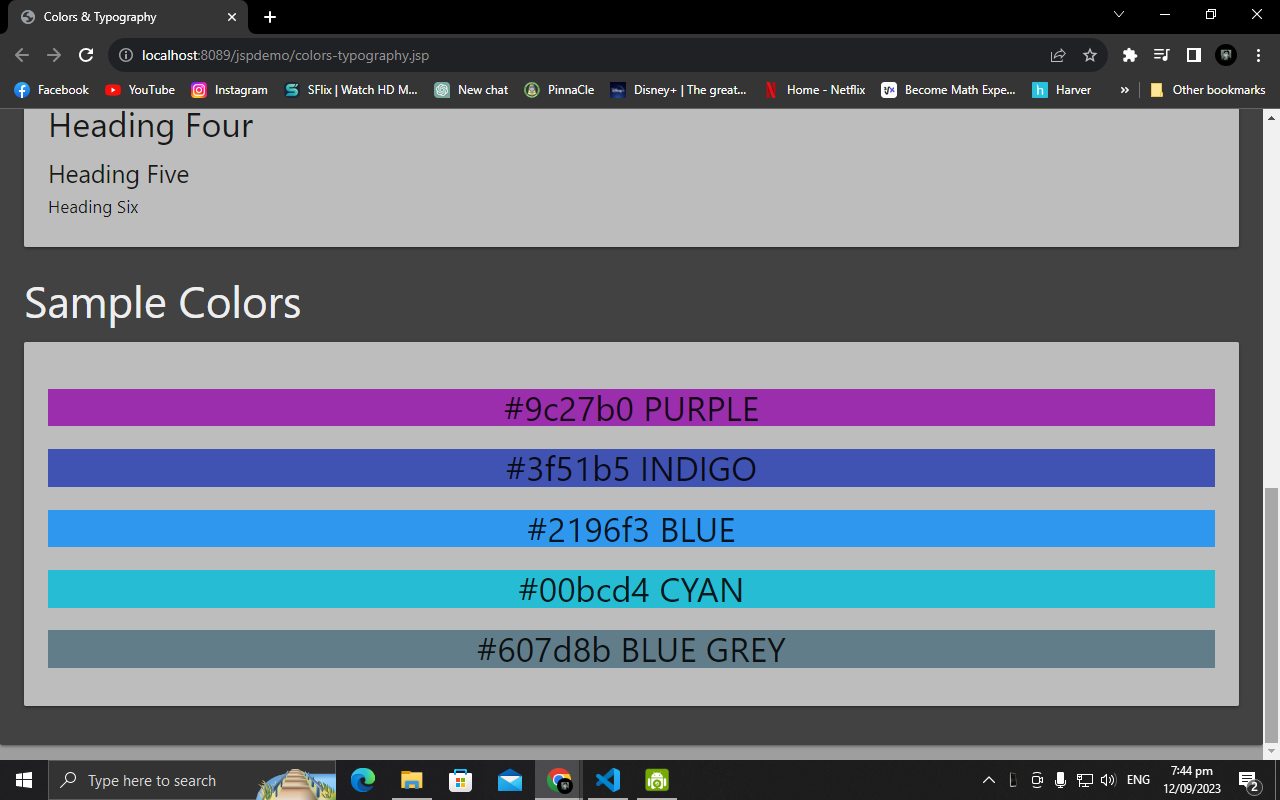 Colors & Typography
localhost:8089/jspdemo/colors-typography.jsp
Facebook YouTube Instagram SFlix | Watch HD M... New chat PinnaCle Disney+ | The great... Home - Netflix Become Math Expe... Harver » Other bookmarks
Heading Four
Heading Five
Heading Six
Sample Colors
#9c27b0 PURPLE
#3f51b5 INDIGO
#2196f3 BLUE
#00bcd4 CYAN
#607d8b BLUE GREY
Type here to search
ENG
7:44 pm
12/09/2023
2